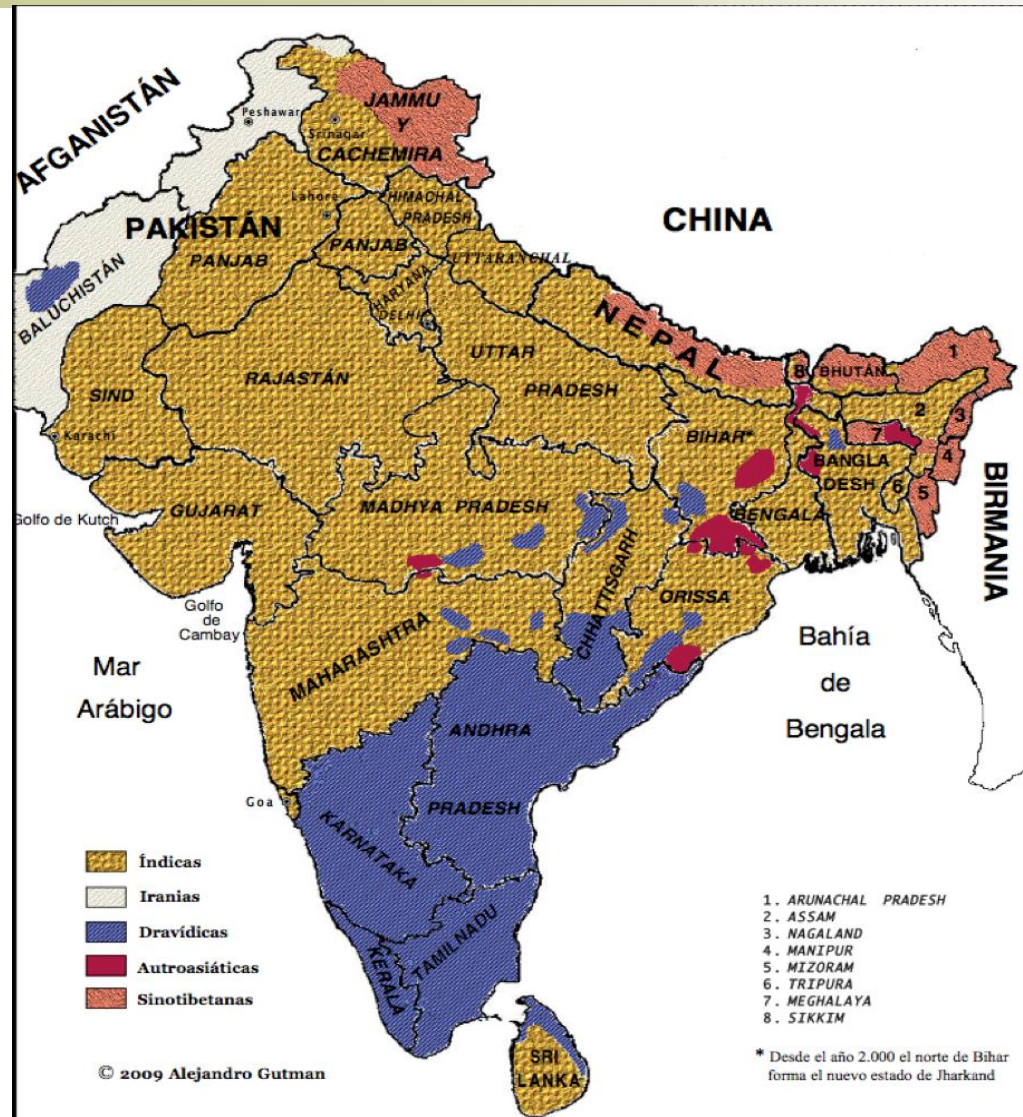 AFGANISTÁN
Peshawar
JAMMU
Y
CACHEMIRA
Srinagar
Lahore
HIMACHAL
PRADESH
CHINA
PAKISTÁN
PANJAB
PANJAB
UTTARANCHAL
HARYANA
DELHI
BALUCHISTÁN
NEPAL
SIND
RAJASTÁN
UTTAR
PRADESH
8
BHUTÁN
1
2
3
Karachi
BIHAR*
7
4
BANGLA
DESH
6
5
BIRMANIA
Golfo de Kutch
GUJARAT
MADHYA PRADESH
BENGALA
CHHATTISGARH
ORISSA
Golfo
de
Cambay
MAHARASHTRA
Mar
Arábigo
Bahía
de
Bengala
ANDHRA
PRADESH
Goa
KARNATAKA
TAMILNADU
KERALA
SRI
LANKA
Índicas
Iranias
Dravídicas
Autroasiáticas
Sinotibetanas
1. ARUNACHAL PRADESH
2. ASSAM
3. NAGALAND
4. MANIPUR
5. MIZORAM
6. TRIPURA
7. MEGHALAYA
8. SIKKIM
© 2009 Alejandro Gutman
* Desde el año 2.000 el norte de Bihar
forma el nuevo estado de Jharkand